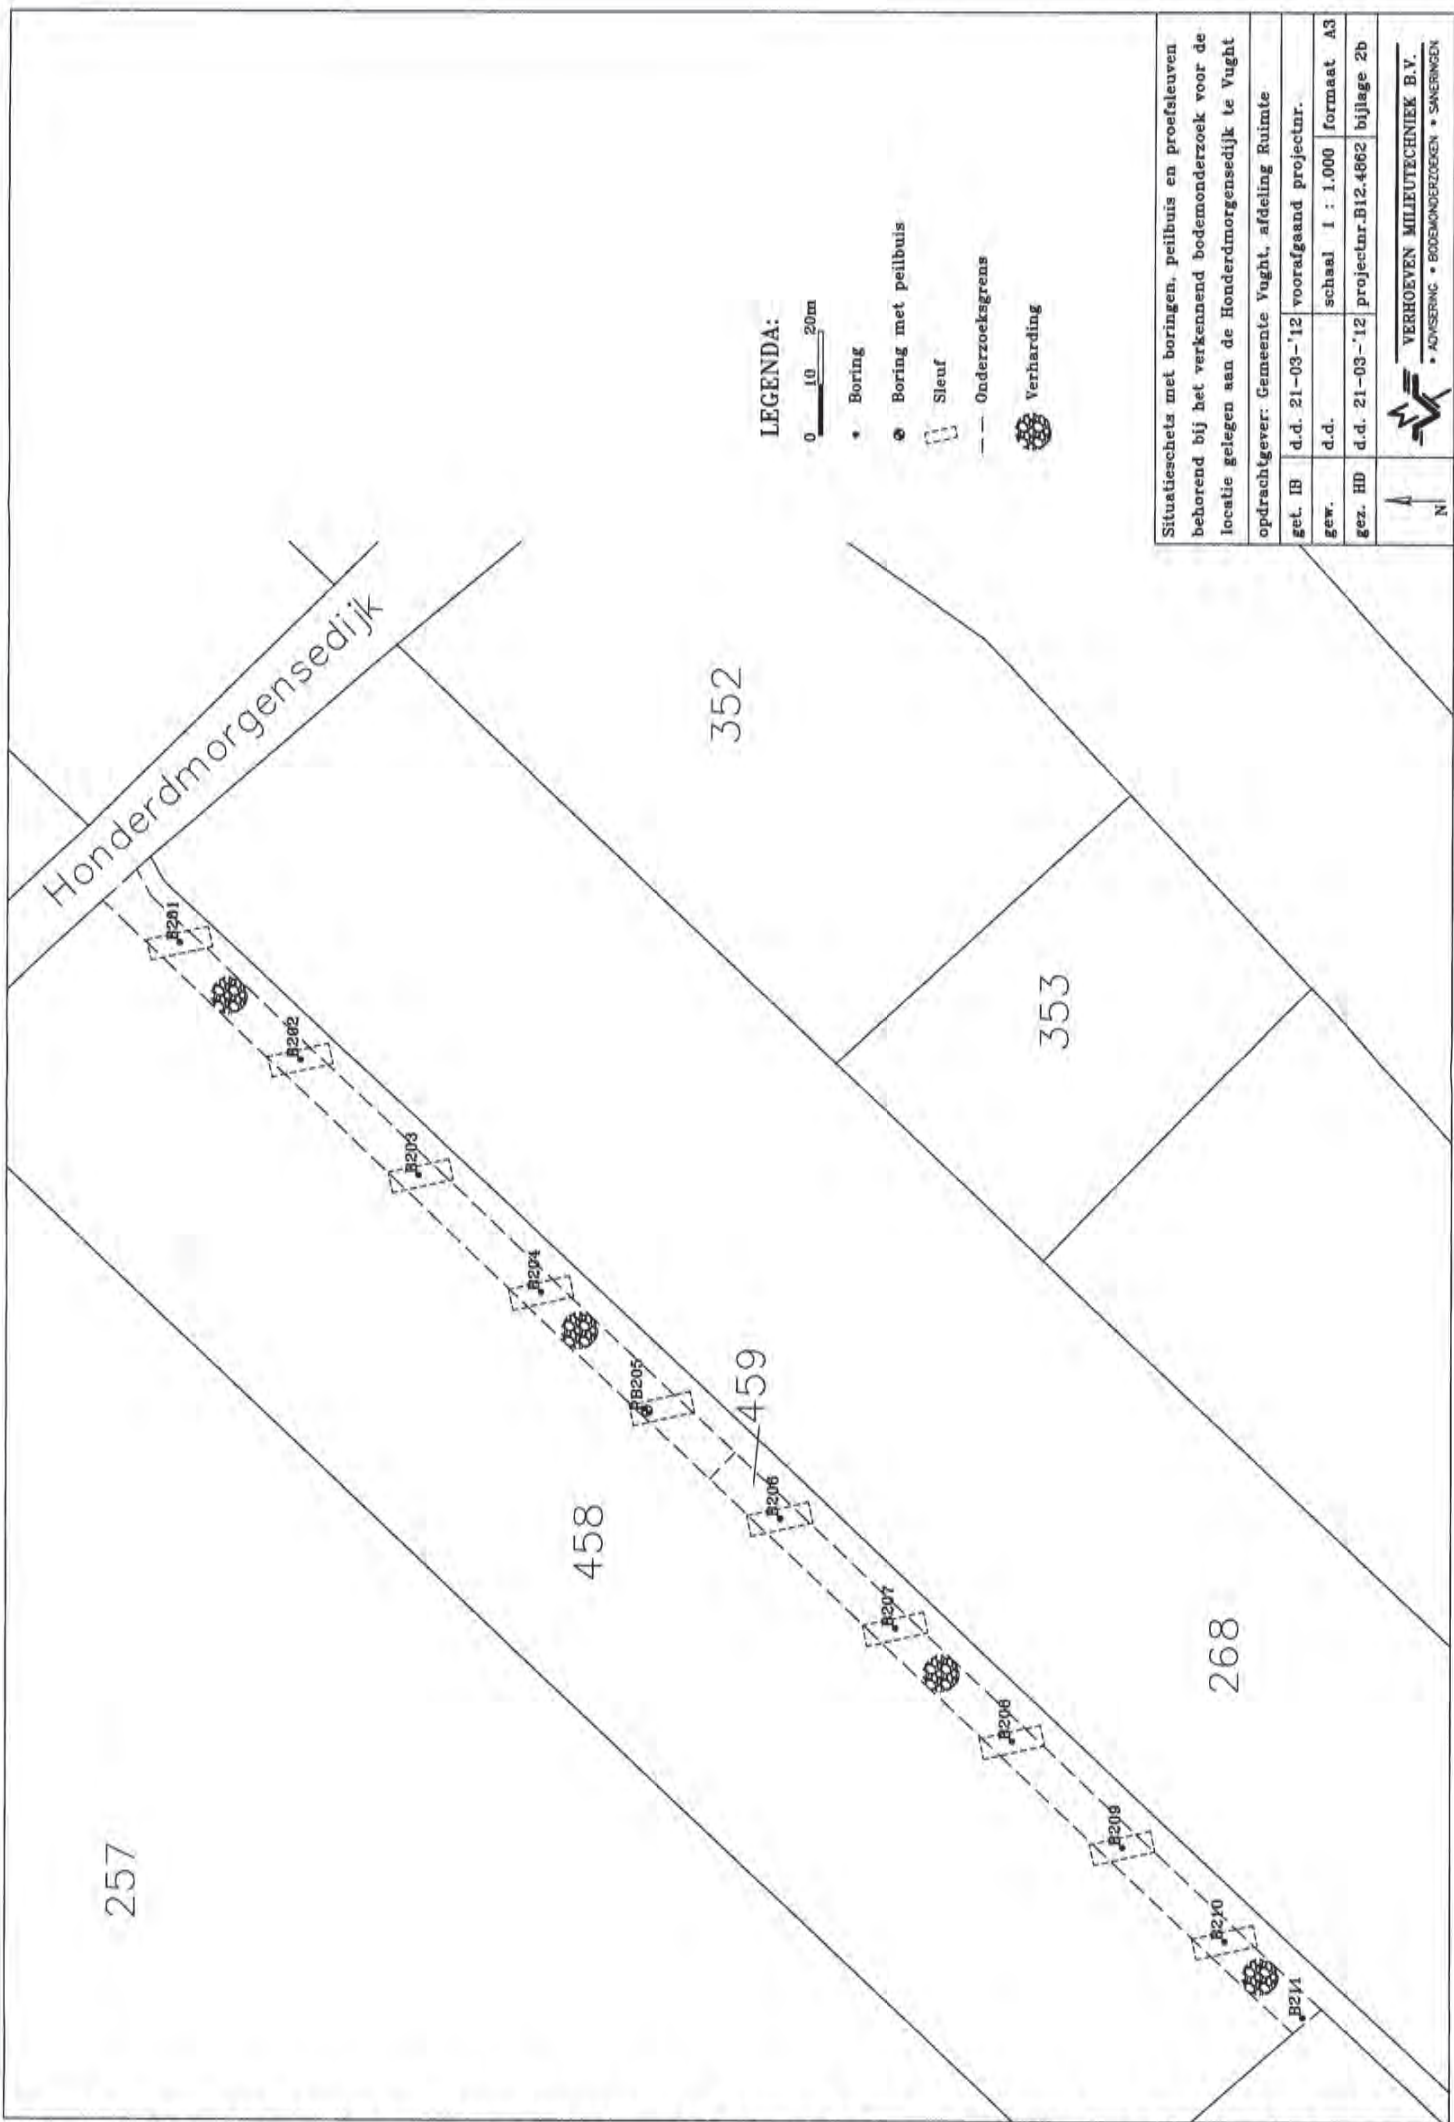 Honderdmorgensedijk
B201
B202
B203
B204
PB205
B206
B207
B208
B209
B210
B211
257
458
459
352
353
268
LEGENDA:
0 10 20m
Boring
Boring met peilbuis
Sleuf
Onderzoeksgrens
Verharding
Situatieschets met boringen, peilbuis en proefsleuven
behorend bij het verkennend bodemonderzoek voor de
locatie gelegen aan de Honderdmorgensedijk te Vught
opdrachtgever: Gemeente Vught, afdeling Ruimte
get. IB d.d. 21-03-'12 voorafgaand projectnr.
gew. d.d. schaal 1 : 1.000 formaat A3
gez. HD d.d. 21-03-'12 projectnr.B12.4862 bijlage 2b
N
VERHOEVEN MILIEUTECHNIEK B.V.
• ADVISERING • BODEMONDERZOEKEN • SANERINGEN